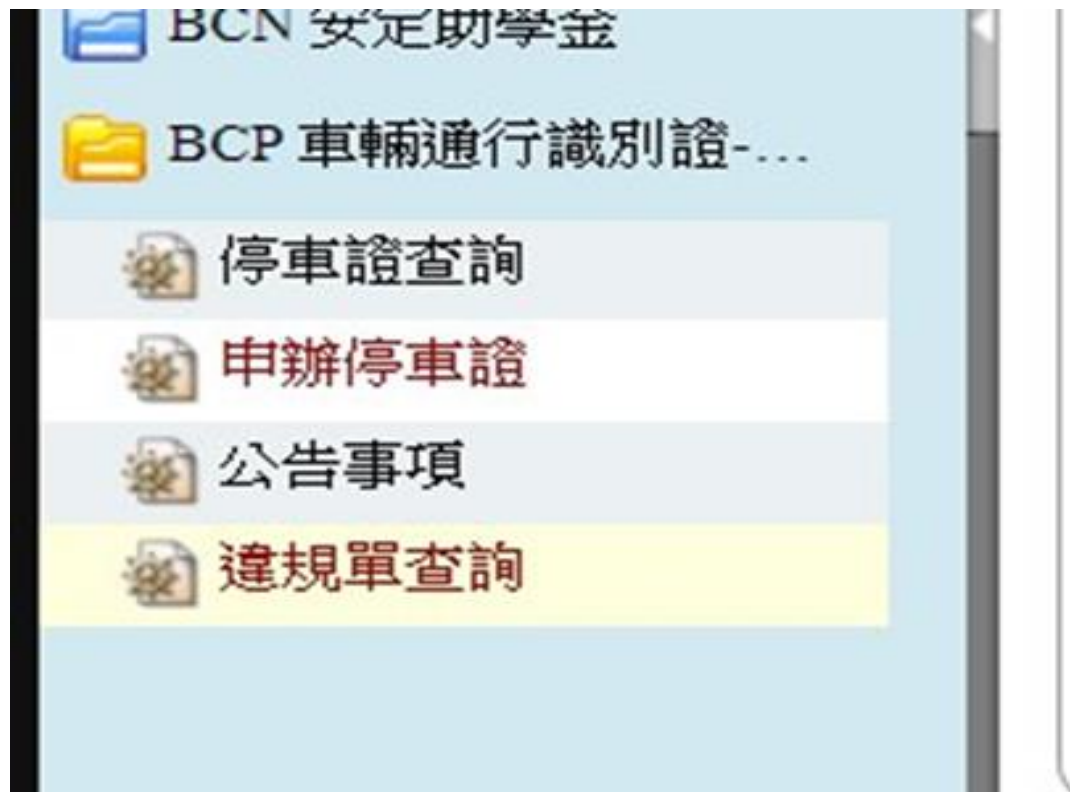 BCN 安定助學金
BCP 車輛通行識別證-...
停車證查詢
申辦停車證
公告事項
違規單查詢